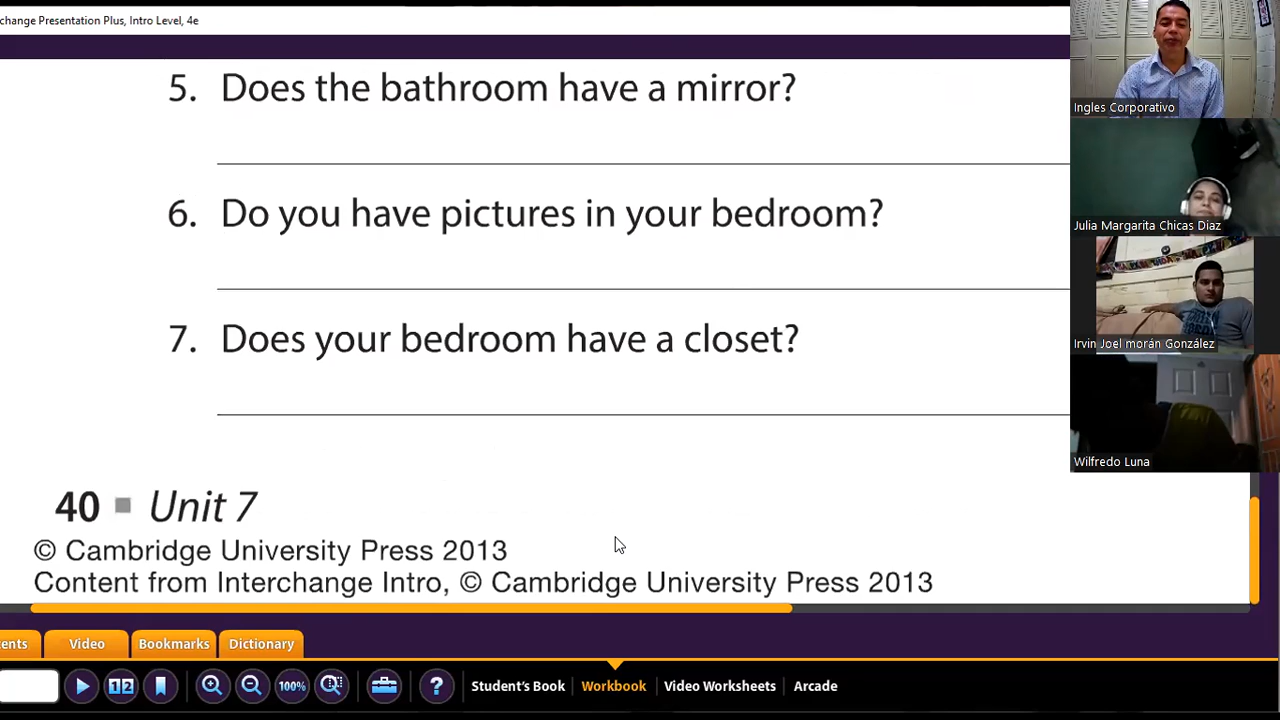 change Presentation Plus, Intro Level, 4e
5. Does the bathroom have a mirror?
6. Do you have pictures in your bedroom?
7. Does your bedroom have a closet?
40 ■ Unit 7
© Cambridge University Press 2013
Content from Interchange Intro, © Cambridge University Press 2013
Ingles Corporativo
Julia Margarita Chicas Diaz
Irvin Joel morán González
Wilfredo Luna
ents Video Bookmarks Dictionary
12 100% ? Student's Book Workbook Video Worksheets Arcade